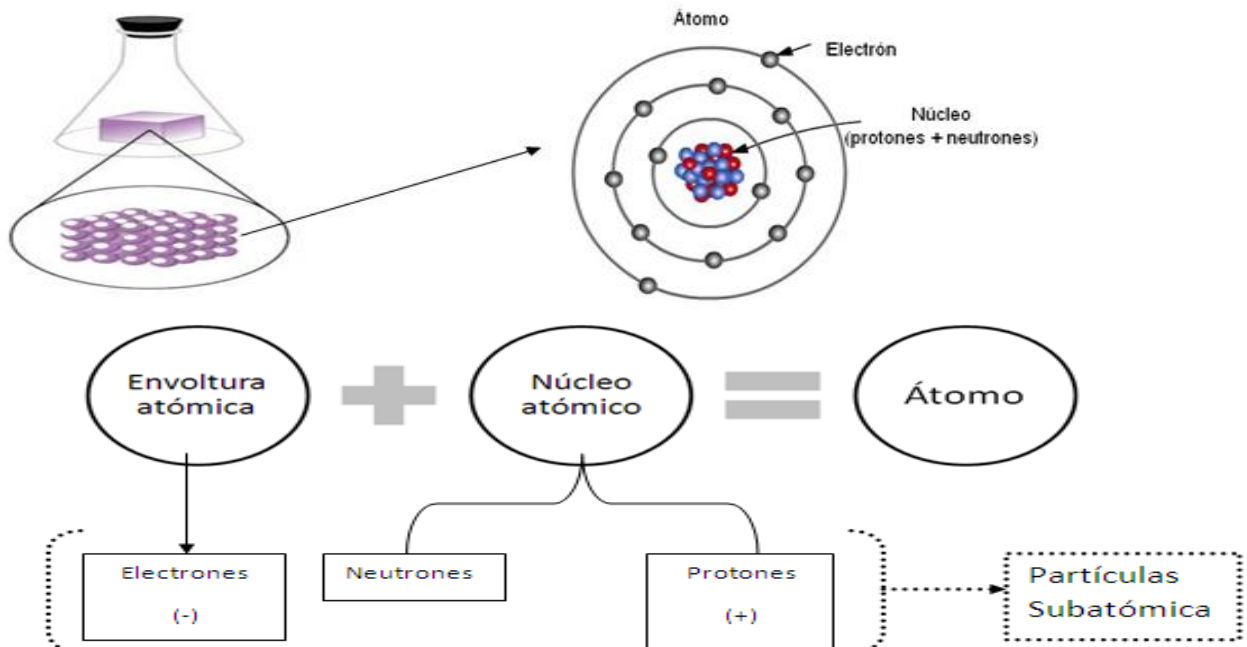 Átomo
Electrón
Núcleo
(protones + neutrones)
Envoltura
atómica
Núcleo
atómico
Átomo
Electrones
(-)
Neutrones
Protones
(+)
Partículas
Subatómica